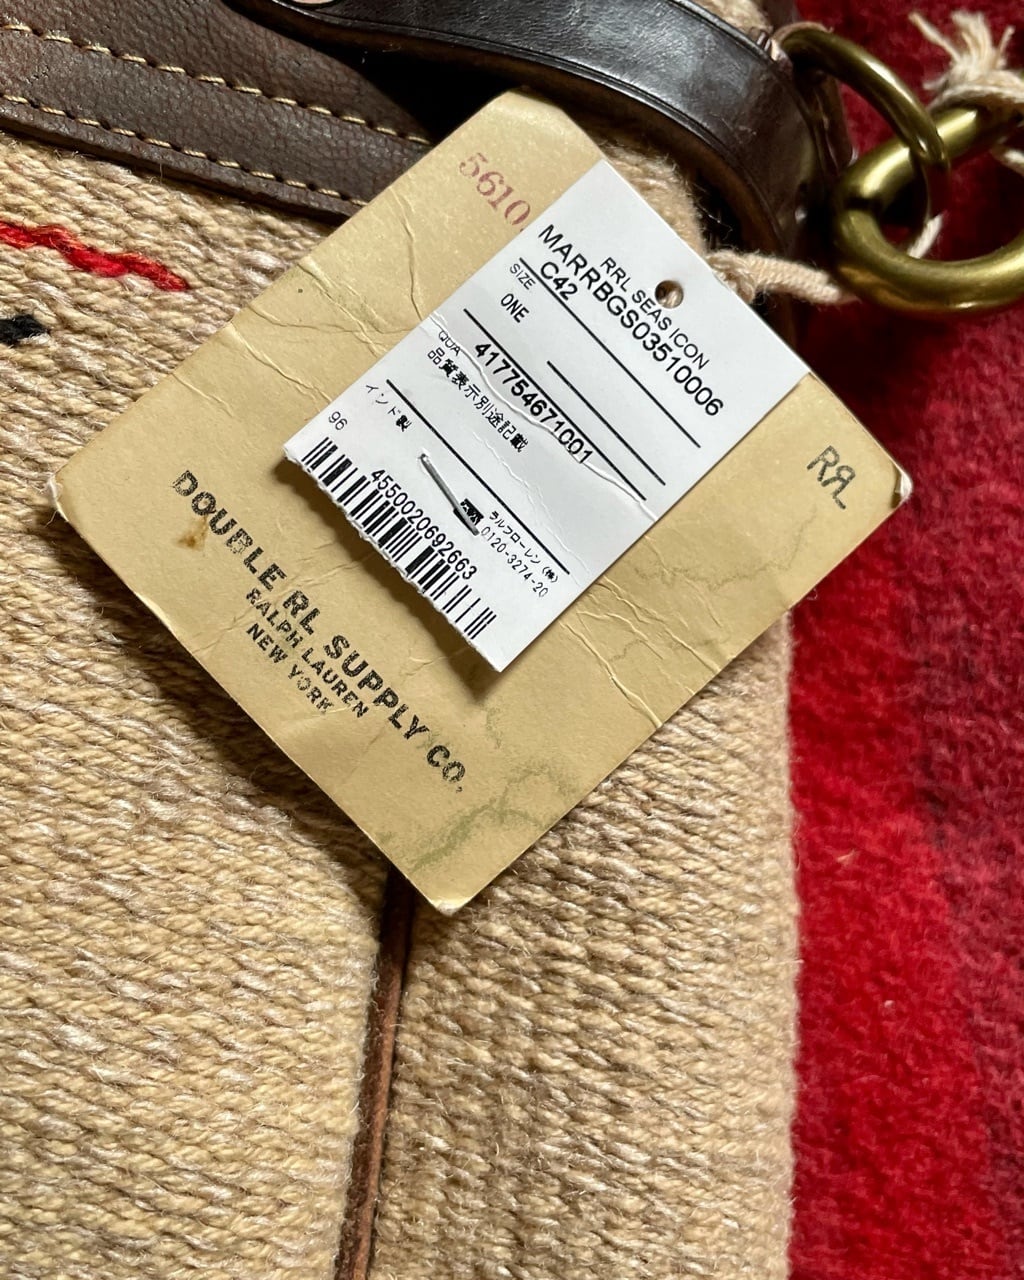 5610
RRL SEAS ICON
MARRRBGS03510006
C42
SIZE
ONE
417754671001
QUA
品質表示別途記載
インド製
96
4550020692663
ラルフローレン（株）
0120-3274-20
RRL
DOUBLE RL SUPPLY CO.
RALPH LAUREN
NEW YORK